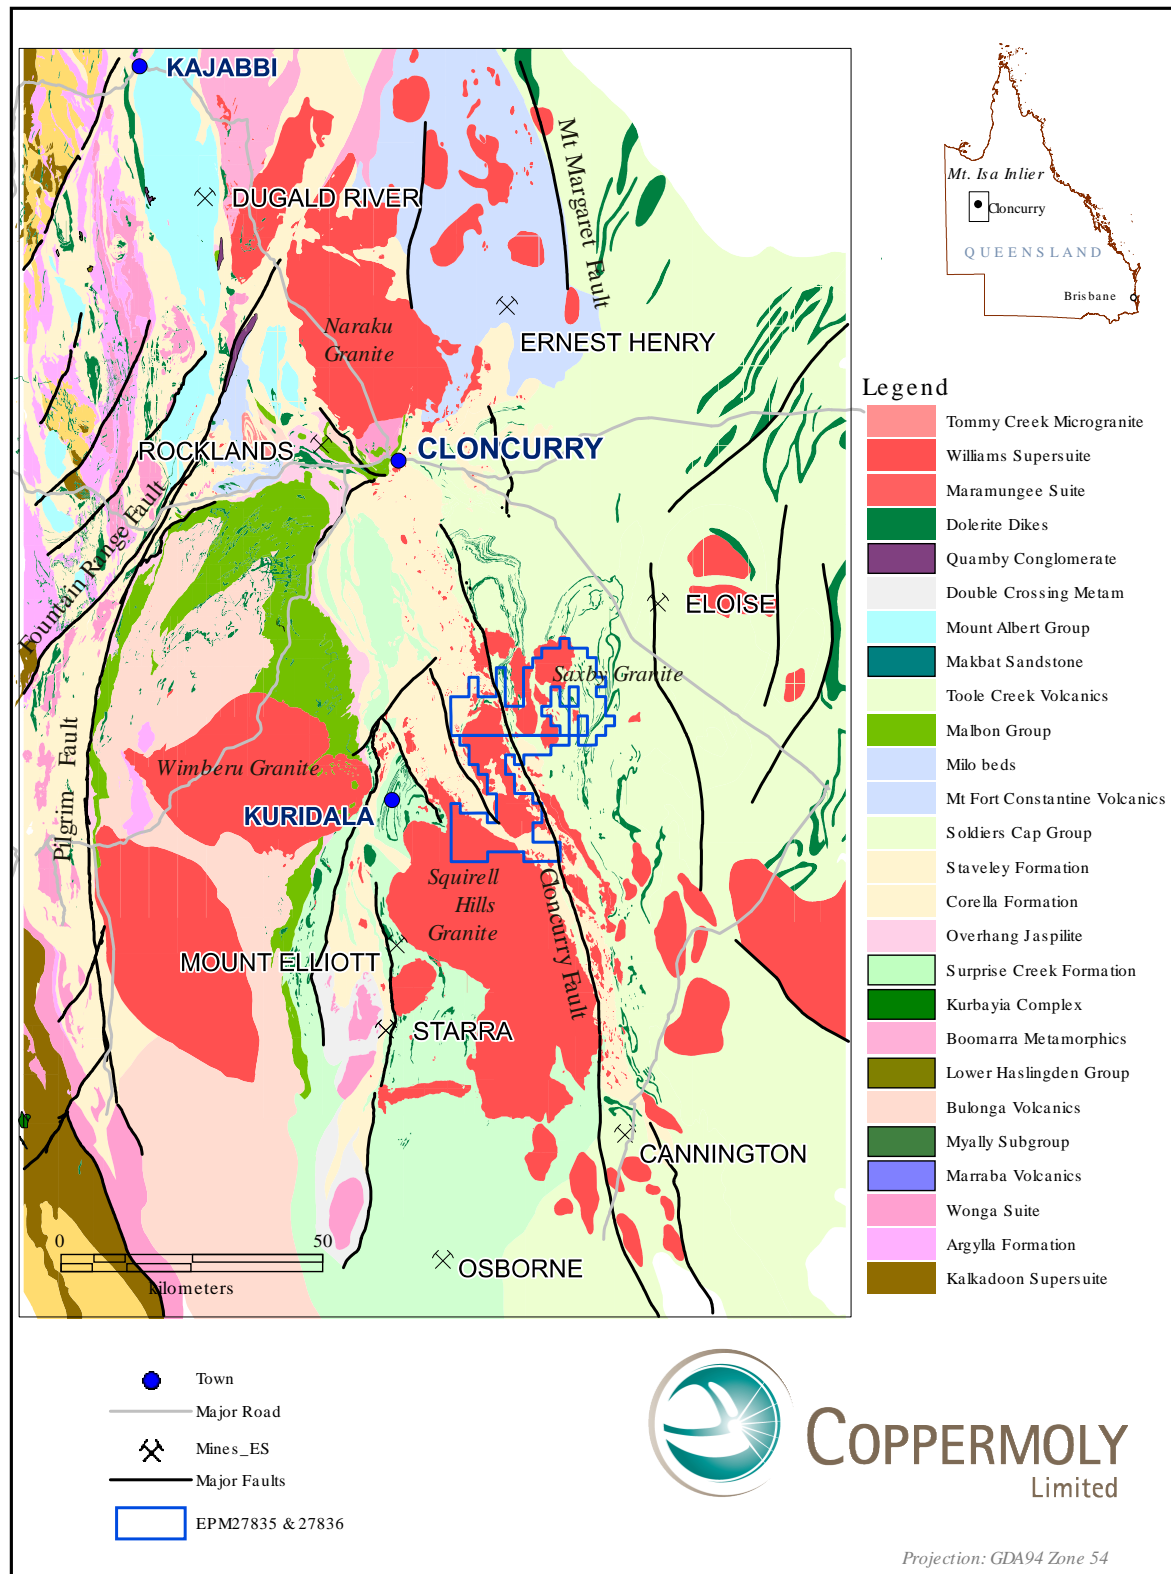 KAJABBI
DUGALD RIVER
Mt Margaret Fault
Naraku
Granite
ERNEST HENRY
ROCKLANDS
CLONCURRY
Fountain Range Fault
ELOISE
Saxby Granite
Pilgrim Fault
Wimberu Granite
KURIDALA
Squirell
Hills
Granite
Cloncurry Fault
MOUNT ELLIOTT
STARRA
CANNINGTON
OSBORNE
0 50
kilometers
Mt. Isa Inlier
Cloncurry
QUEENSLAND
Brisbane
Legend
Tommy Creek Microgranite
Williams Supersuite
Maramungee Suite
Dolerite Dikes
Quamby Conglomerate
Double Crossing Metam
Mount Albert Group
Makbat Sandstone
Toole Creek Volcanics
Malbon Group
Milo beds
Mt Fort Constantine Volcanics
Soldiers Cap Group
Staveley Formation
Corella Formation
Overhang Jaspilite
Surprise Creek Formation
Kurbayia Complex
Boomarra Metamorphics
Lower Haslingden Group
Bulonga Volcanics
Myally Subgroup
Marraba Volcanics
Wonga Suite
Argylla Formation
Kalkadoon Supersuite
Town
Major Road
Mines_ES
Major Faults
EPM27835 & 27836
COPPERMOLY
Limited
Projection: GDA94 Zone 54